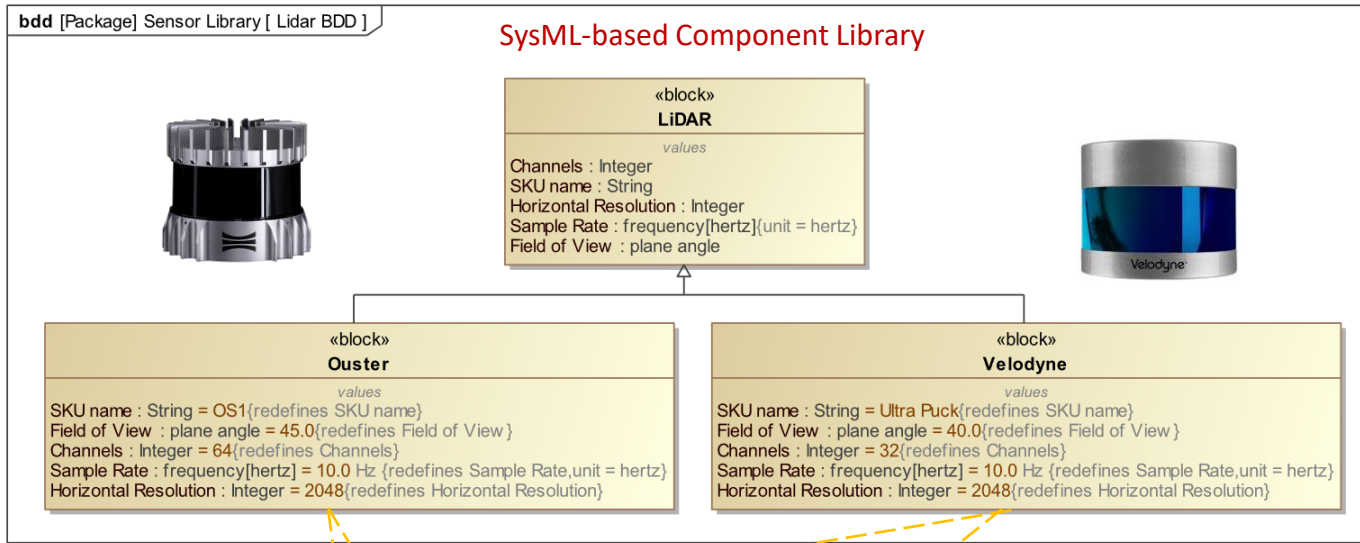 bdd [Package] Sensor Library [ Lidar BDD ]
SysML-based Component Library
«block»
LiDAR
values
Channels : Integer
SKU name : String
Horizontal Resolution : Integer
Sample Rate : frequency[hertz]{unit = hertz}
Field of View : plane angle
Velodyne
«block»
Ouster
values
SKU name : String = OS1{redefines SKU name}
Field of View : plane angle = 45.0{redefines Field of View }
Channels : Integer = 64{redefines Channels}
Sample Rate : frequency[hertz] = 10.0 Hz {redefines Sample Rate,unit = hertz}
Horizontal Resolution : Integer = 2048{redefines Horizontal Resolution}
«block»
Velodyne
values
SKU name : String = Ultra Puck{redefines SKU name}
Field of View : plane angle = 40.0{redefines Field of View }
Channels : Integer = 32{redefines Channels}
Sample Rate : frequency[hertz] = 10.0 Hz {redefines Sample Rate,unit = hertz}
Horizontal Resolution : Integer = 2048{redefines Horizontal Resolution}